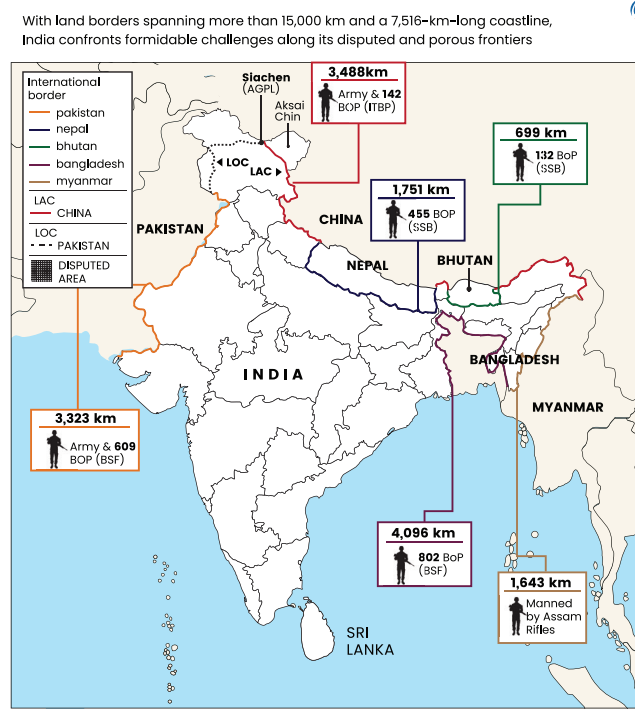 With land borders spanning more than 15,000 km and a 7,516-km-long coastline,
India confronts formidable challenges along its disputed and porous frontiers
International
border
pakistan
nepal
bhutan
bangladesh
myanmar
LAC
CHINA
LOC
PAKISTAN
DISPUTED
AREA
Siachen
(AGPL)
Aksai
Chin
3,488km
Army & 142
BOP (ITBP)
699 km
132 BoP
(SSB)
LOC
LAC
1,751 km
455 BOP
(SSB)
PAKISTAN
CHINA
NEPAL
BHUTAN
INDIA
BANGLADESH
MYANMAR
3,323 km
Army & 609
BOP (BSF)
4,096 km
802 BoP
(BSF)
1,643 km
Manned
by Assam
Rifles
SRI
LANKA